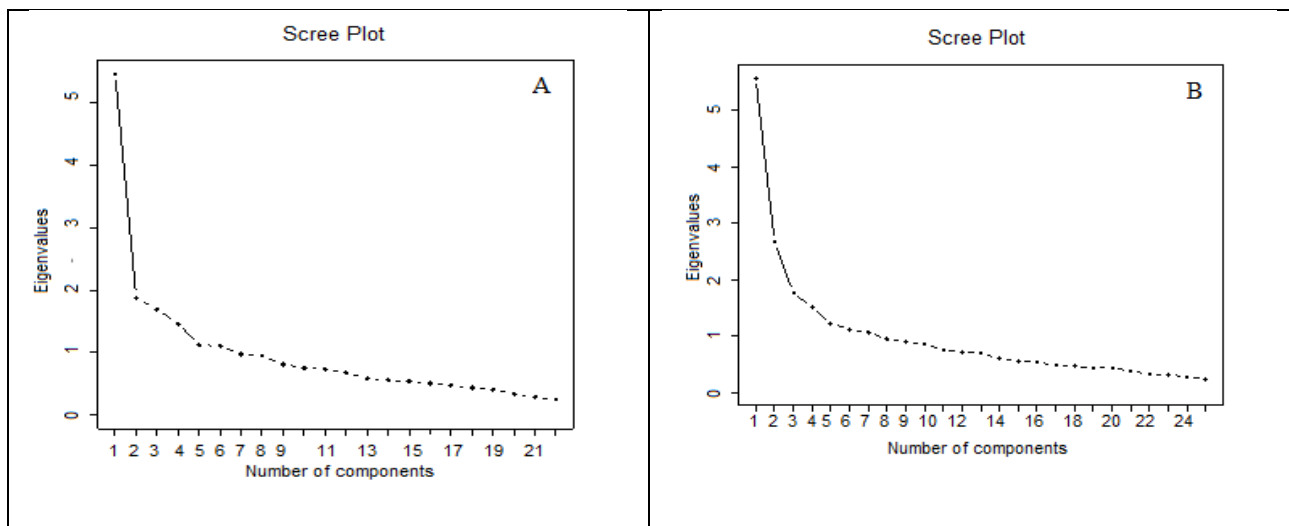 Scree Plot
A
5
4
3
2
1
0
Eigenvalues
1 2 3 4 5 6 7 8 9 11 13 15 17 19 21
Number of components
Scree Plot
B
5
4
3
2
1
0
Eigenvalues
1 2 3 4 5 6 7 8 9 10 12 14 16 18 20 22 24
Number of components